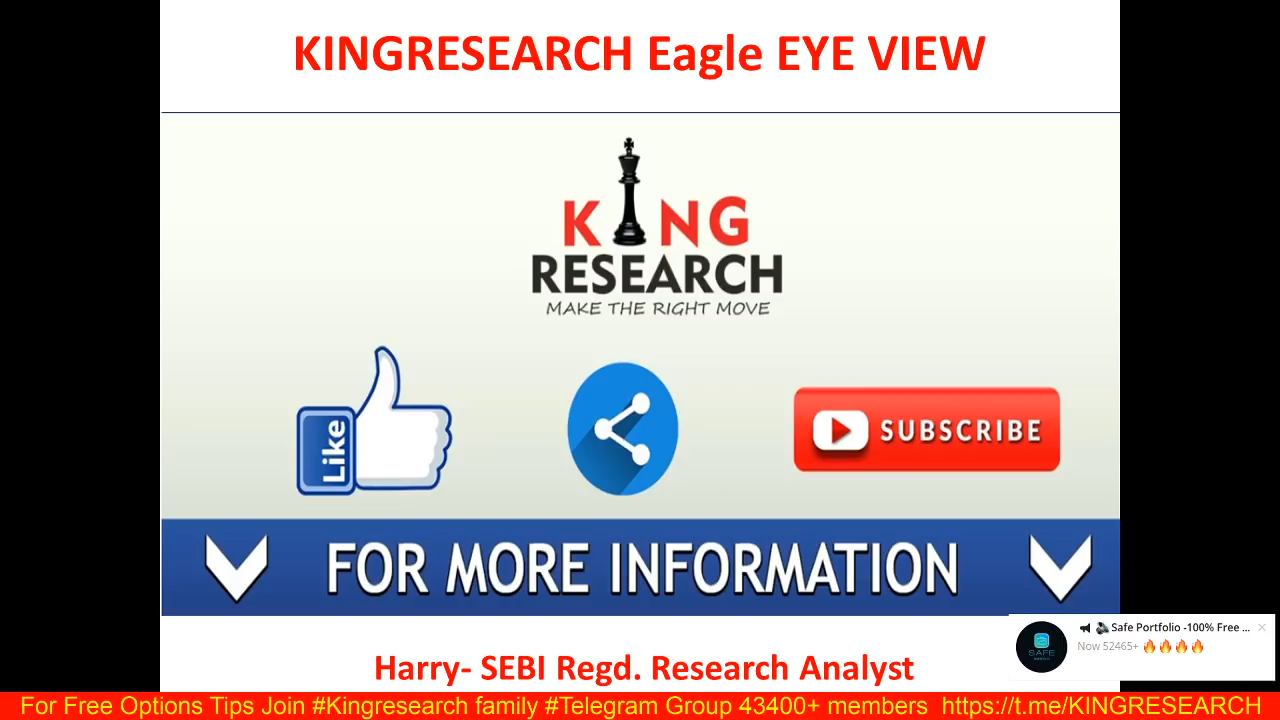 KINGRESEARCH Eagle EYE VIEW
KING
RESEARCH
MAKE THE RIGHT MOVE
Like
SUBSCRIBE
FOR MORE INFORMATION
Safe Portfolio -100% Free ...
Now 52465+ 🔥🔥🔥🔥
SAFE
Harry- SEBI Regd. Research Analyst
For Free Options Tips Join #Kingresearch family #Telegram Group 43400+ members https://t.me/KINGRESEARCH